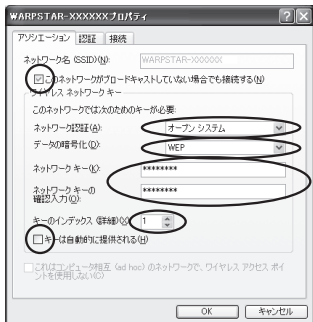 WARPSTAR-XXXXXXプロパティ
アソシエーション 認証 接続
ネットワーク名 (SSID)(N): WARPSTAR-XXXXXX
このネットワークがブロードキャストしていない場合でも接続する(N)
ワイヤレス ネットワーク キー
このネットワークでは次のためのキーが必要:
ネットワーク認証(A): オープン システム
データの暗号化(D): WEP
ネットワーク キー(K): ********
ネットワーク キーの
確認入力(O): ********
キーのインデックス (詳細)(X): 1
キーは自動的に提供される(H)
これはコンピュータ相互 (ad hoc) のネットワークで、ワイヤレス アクセス ポイ
ントを使用しない(C)
OK キャンセル